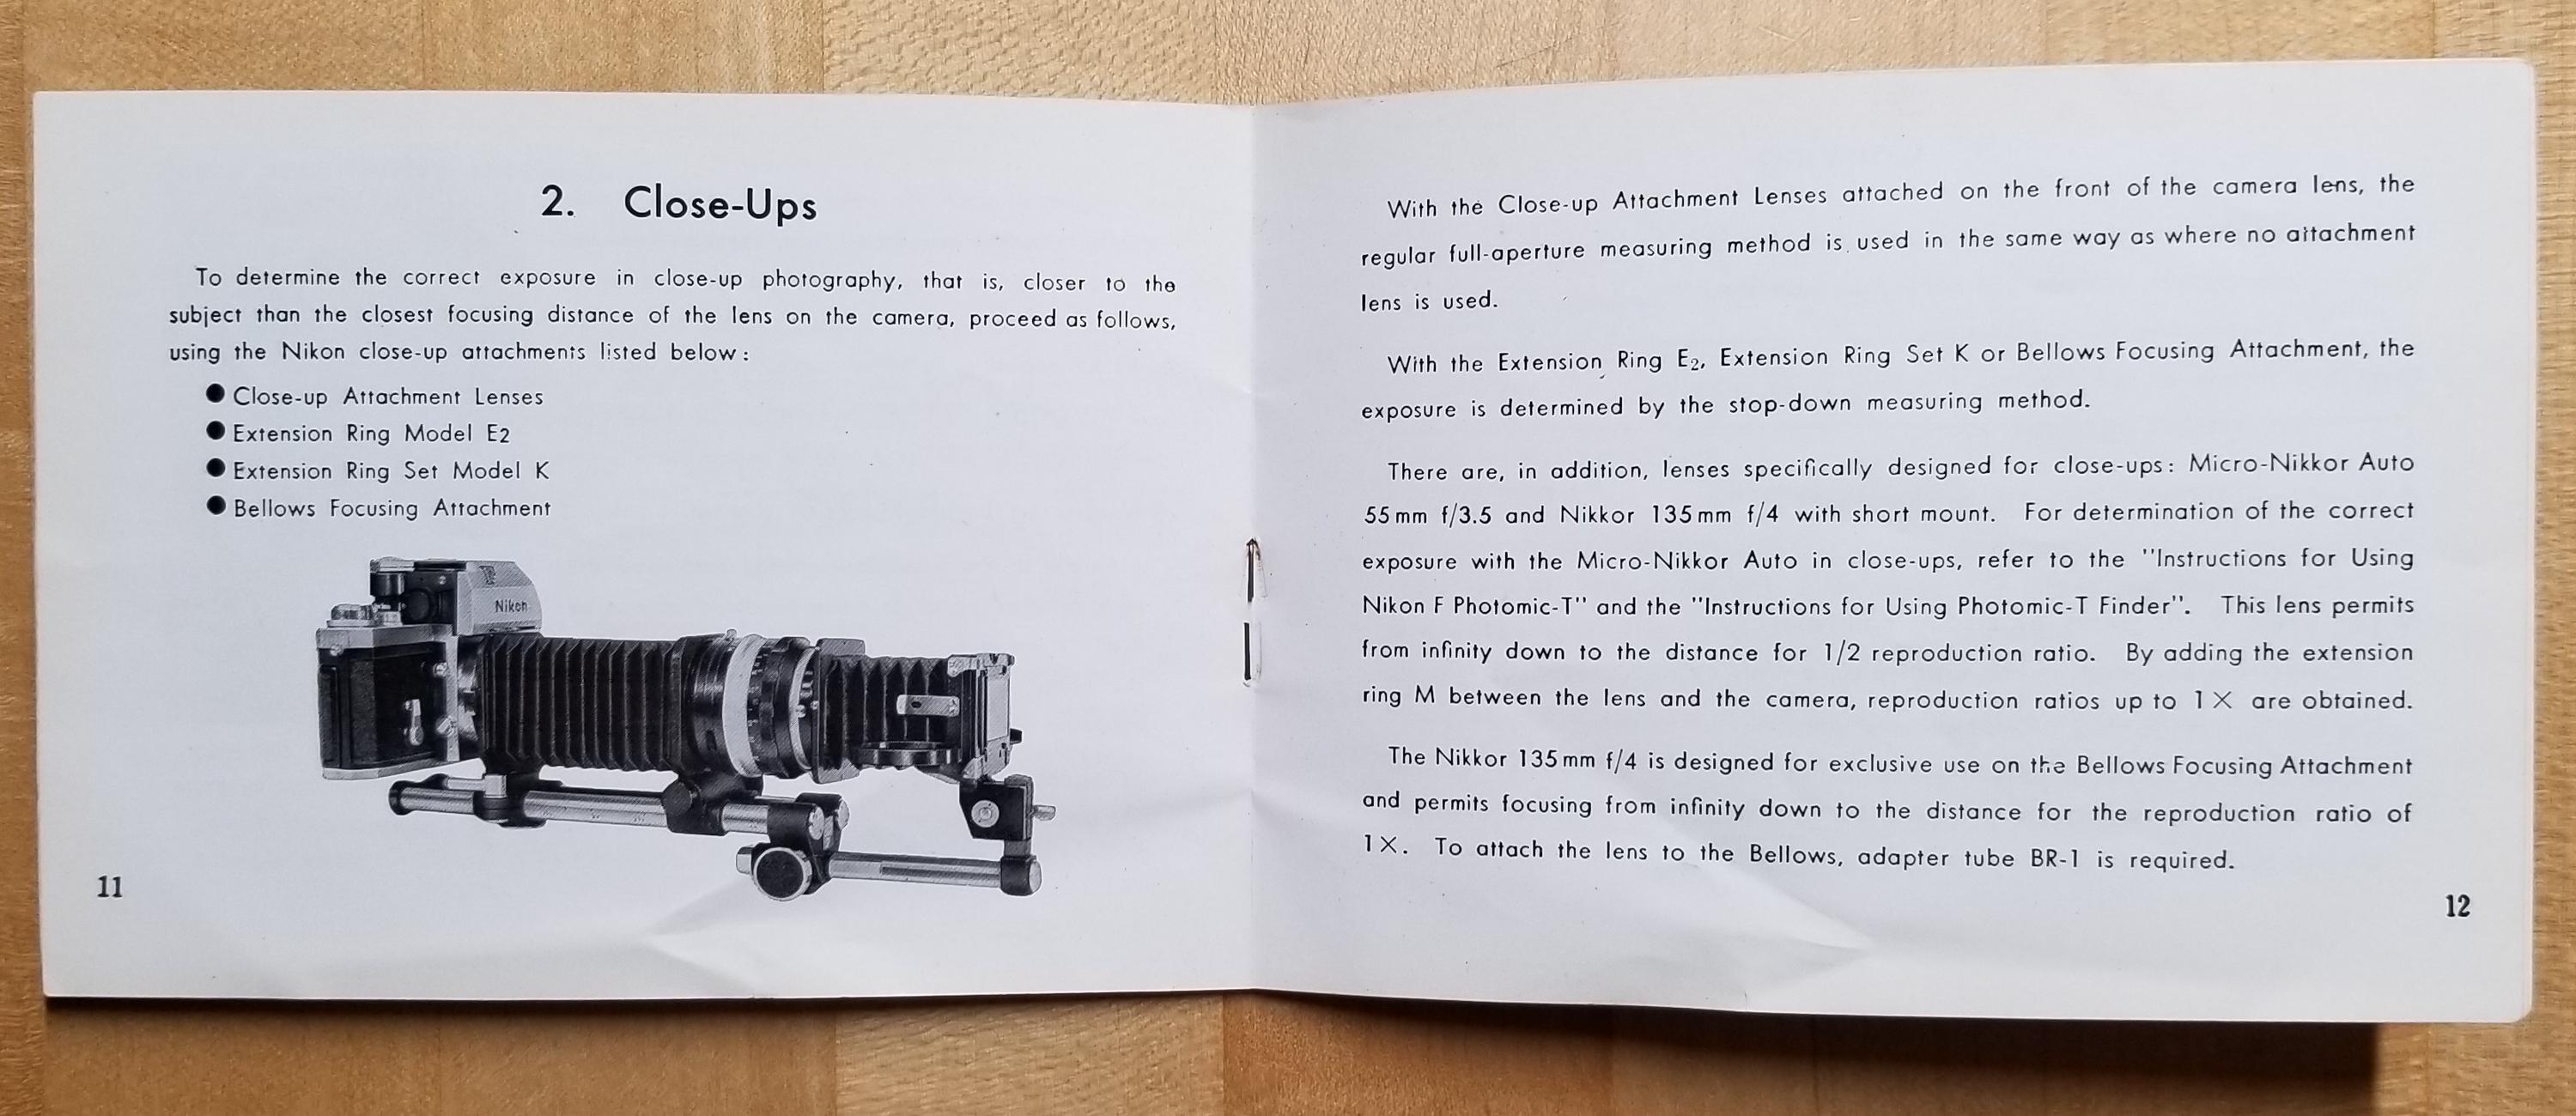 2. Close-Ups
To determine the correct exposure in close-up photography, that is, closer to the
subject than the closest focusing distance of the lens on the camera, proceed as follows,
using the Nikon close-up attachments listed below :
● Close-up Attachment Lenses
● Extension Ring Model E2
● Extension Ring Set Model K
● Bellows Focusing Attachment
Nikon
11
With the Close-up Attachment Lenses attached on the front of the camera lens, the
regular full-aperture measuring method is used in the same way as where no attachment
lens is used.
With the Extension Ring E₂, Extension Ring Set K or Bellows Focusing Attachment, the
exposure is determined by the stop-down measuring method.
There are, in addition, lenses specifically designed for close-ups : Micro-Nikkor Auto
55mm f/3.5 and Nikkor 135mm f/4 with short mount. For determination of the correct
exposure with the Micro-Nikkor Auto in close-ups, refer to the "Instructions for Using
Nikon F Photomic-T" and the "Instructions for Using Photomic-T Finder". This lens permits
from infinity down to the distance for 1/2 reproduction ratio. By adding the extension
ring M between the lens and the camera, reproduction ratios up to 1× are obtained.
The Nikkor 135mm f/4 is designed for exclusive use on the Bellows Focusing Attachment
and permits focusing from infinity down to the distance for the reproduction ratio of
1×. To attach the lens to the Bellows, adapter tube BR-1 is required.
12